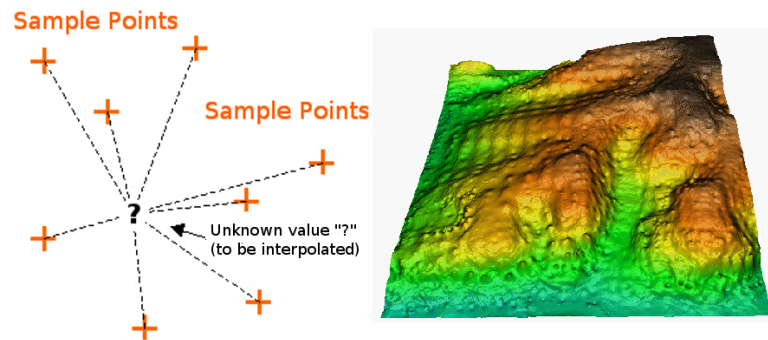 Sample Points
Sample Points
?
Unknown value "?"
(to be interpolated)